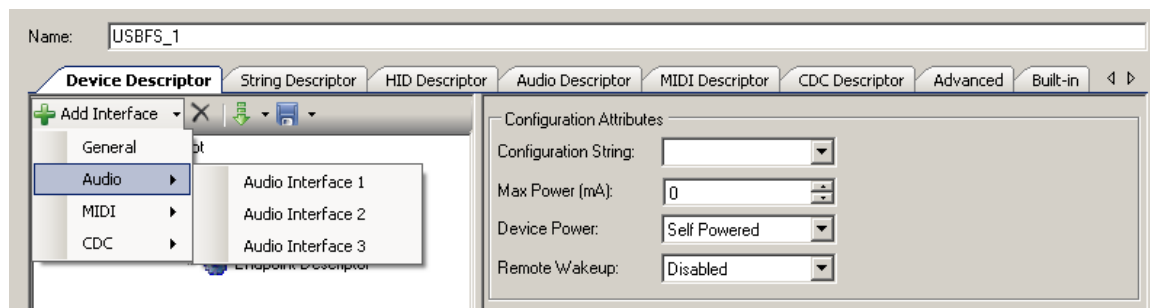 Name: USBFS_1
Device Descriptor String Descriptor HID Descriptor Audio Descriptor MIDI Descriptor CDC Descriptor Advanced Built-in
Add Interface
General
Audio
MIDI
CDC
Audio Interface 1
Audio Interface 2
Audio Interface 3
Endpoint Descriptor
Configuration Attributes
Configuration String:
Max Power (mA): 0
Device Power: Self Powered
Remote Wakeup: Disabled